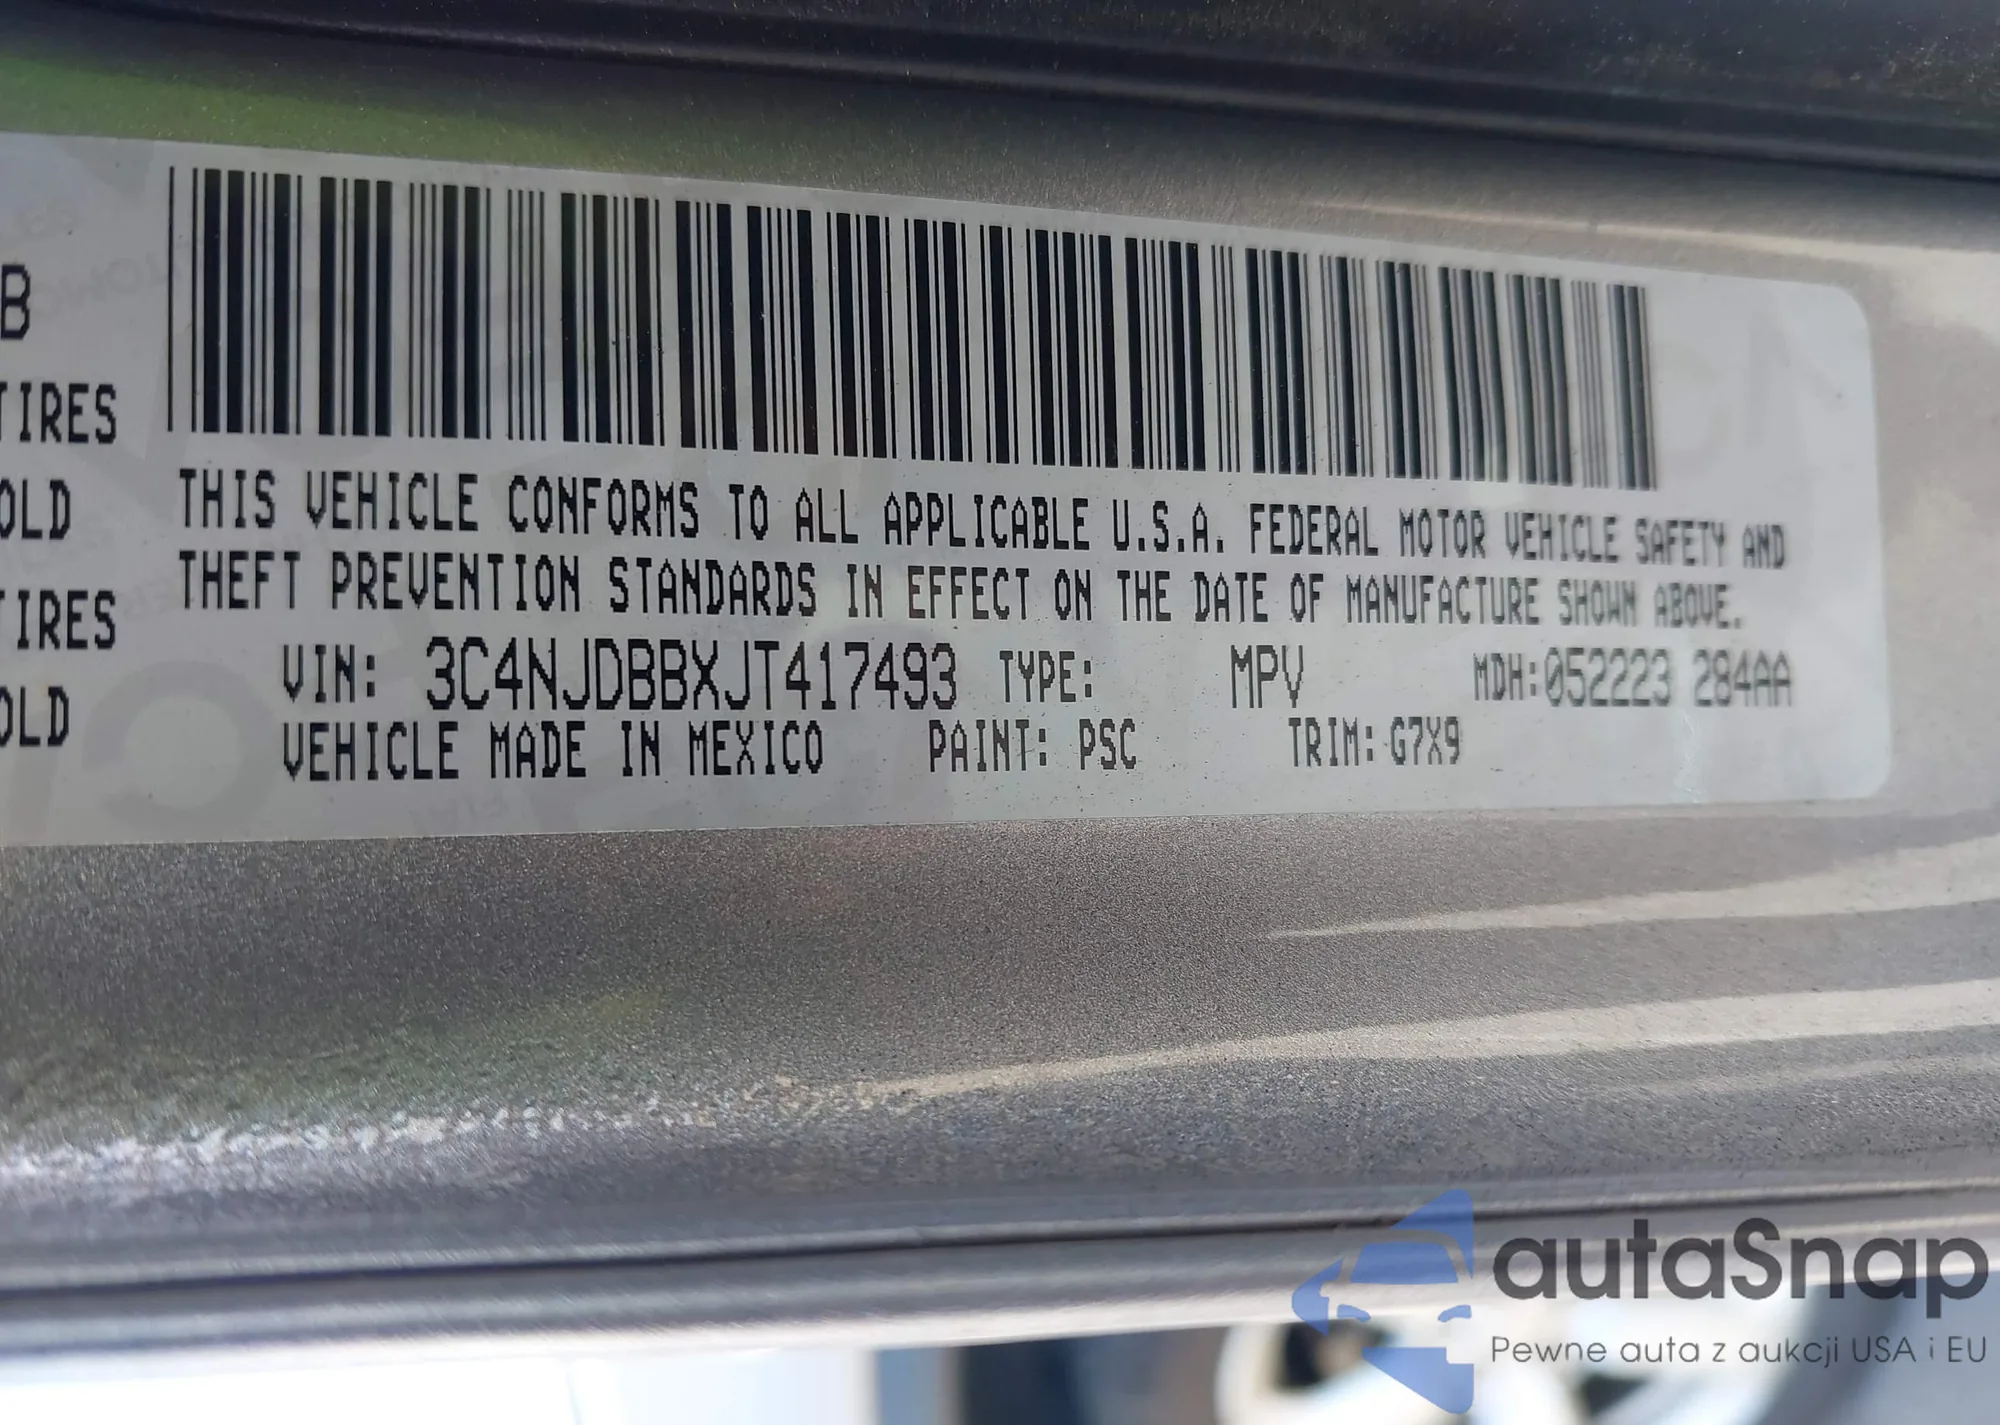 B
TIRES
OLD
TIRES
OLD
THIS VEHICLE CONFORMS TO ALL APPLICABLE U.S.A. FEDERAL MOTOR VEHICLE SAFETY AND
THEFT PREVENTION STANDARDS IN EFFECT ON THE DATE OF MANUFACTURE SHOWN ABOVE.
VIN: 3C4NJDBBXJT417493 TYPE: MPV MDH:052223 284AA
VEHICLE MADE IN MEXICO PAINT: PSC TRIM:G7X9
autaSnap
Pewne auta z aukcji USA i EU